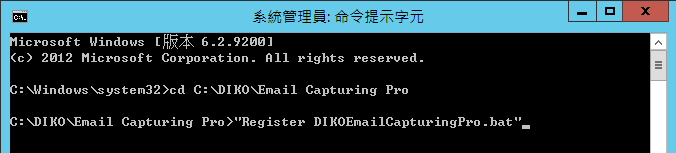 系統管理員: 命令提示字元
Microsoft Windows [版本 6.2.9200]
(c) 2012 Microsoft Corporation. All rights reserved.
C:\Windows\system32>cd C:\DIKO\Email Capturing Pro
C:\DIKO\Email Capturing Pro>"Register DIKOEmailCapturingPro.bat"